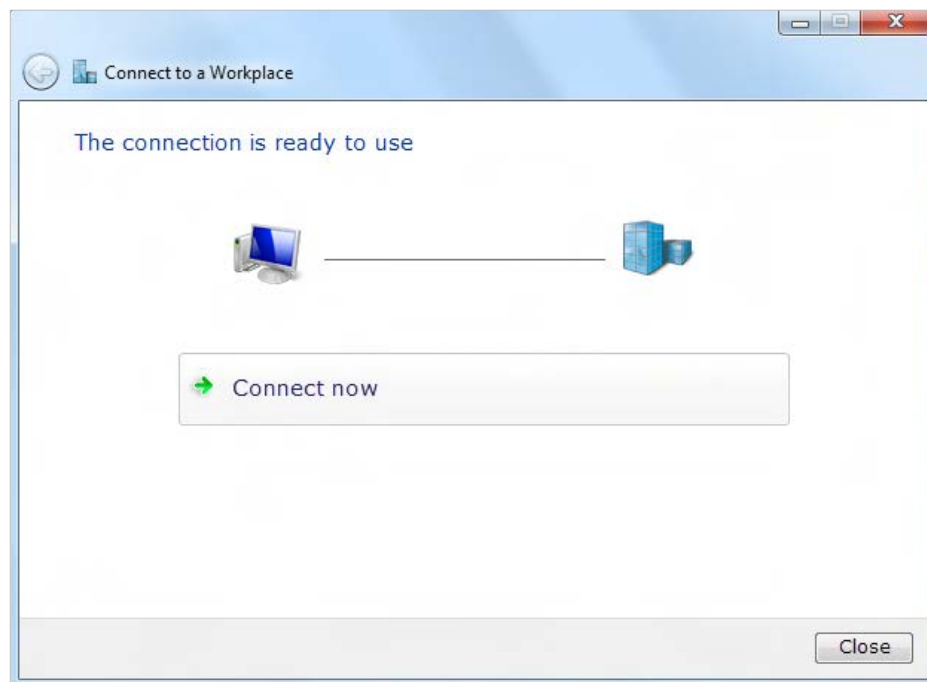 Connect to a Workplace
The connection is ready to use
Connect now
Close